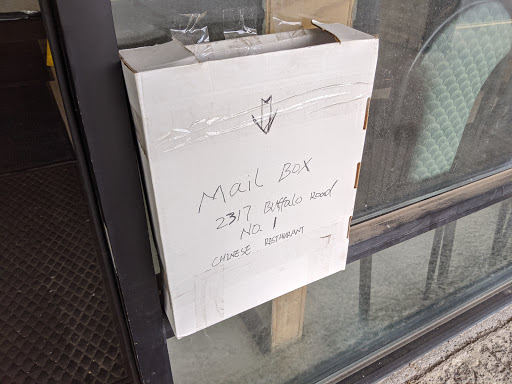 Mail Box
2317 Buffalo Road
No. 1
CHINESE RESTAURANT